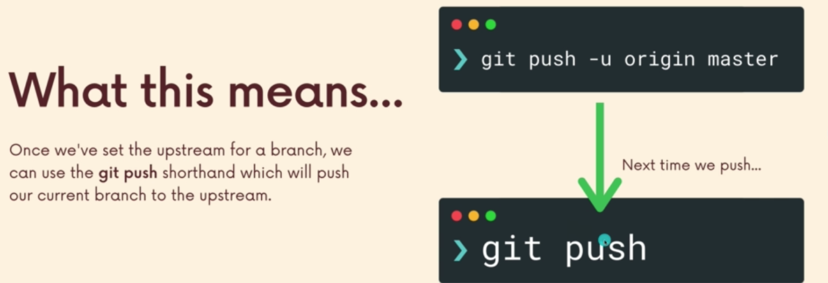 What this means...
Once we've set the upstream for a branch, we
can use the git push shorthand which will push
our current branch to the upstream.
❯ git push -u origin master
Next time we push...
❯ git push